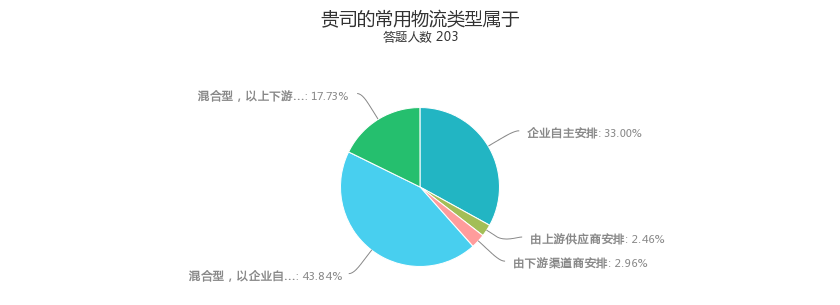 贵司的常用物流类型属于
答题人数 203
混合型，以上下游...: 17.73%
企业自主安排: 33.00%
由上游供应商安排: 2.46%
由下游渠道商安排: 2.96%
混合型，以企业自...: 43.84%